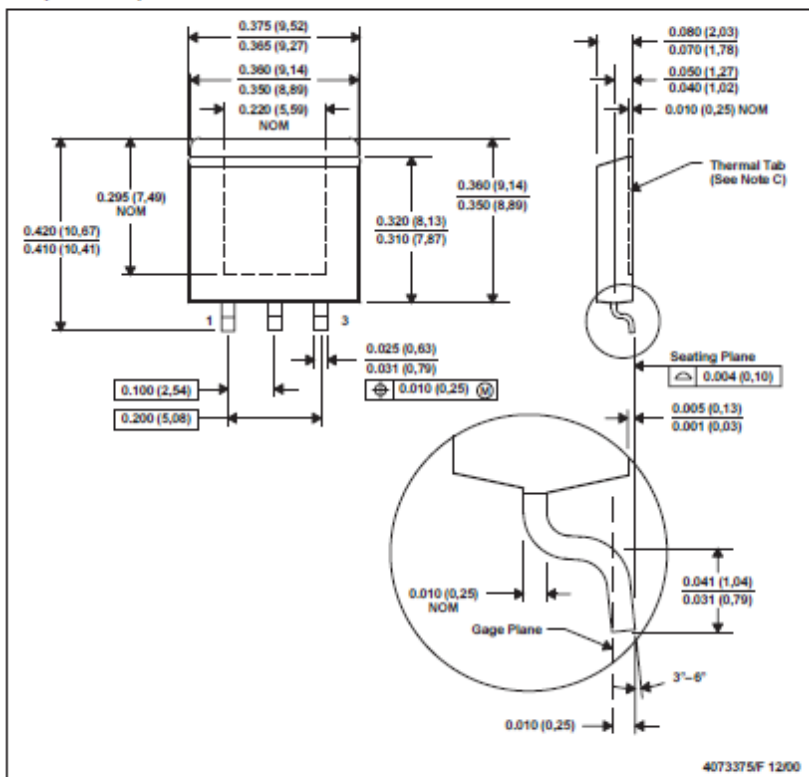 0.375 (9,52)
0.365 (9,27)
0.360 (9,14)
0.350 (8,89)
0.220 (5,59)
NOM
0.295 (7,49)
NOM
0.420 (10,67)
0.410 (10,41)
0.320 (8,13)
0.310 (7,87)
0.360 (9,14)
0.350 (8,89)
1
3
0.025 (0,63)
0.031 (0,79)
⌖ 0.010 (0,25) Ⓜ
0.100 (2,54)
0.200 (5,08)
0.080 (2,03)
0.070 (1,78)
0.050 (1,27)
0.040 (1,02)
0.010 (0,25) NOM
Thermal Tab
(See Note C)
Seating Plane
⌓ 0.004 (0,10)
0.005 (0,13)
0.001 (0,03)
0.041 (1,04)
0.031 (0,79)
0.010 (0,25)
NOM
Gage Plane
3°–6°
0.010 (0,25)
4073375/F 12/00